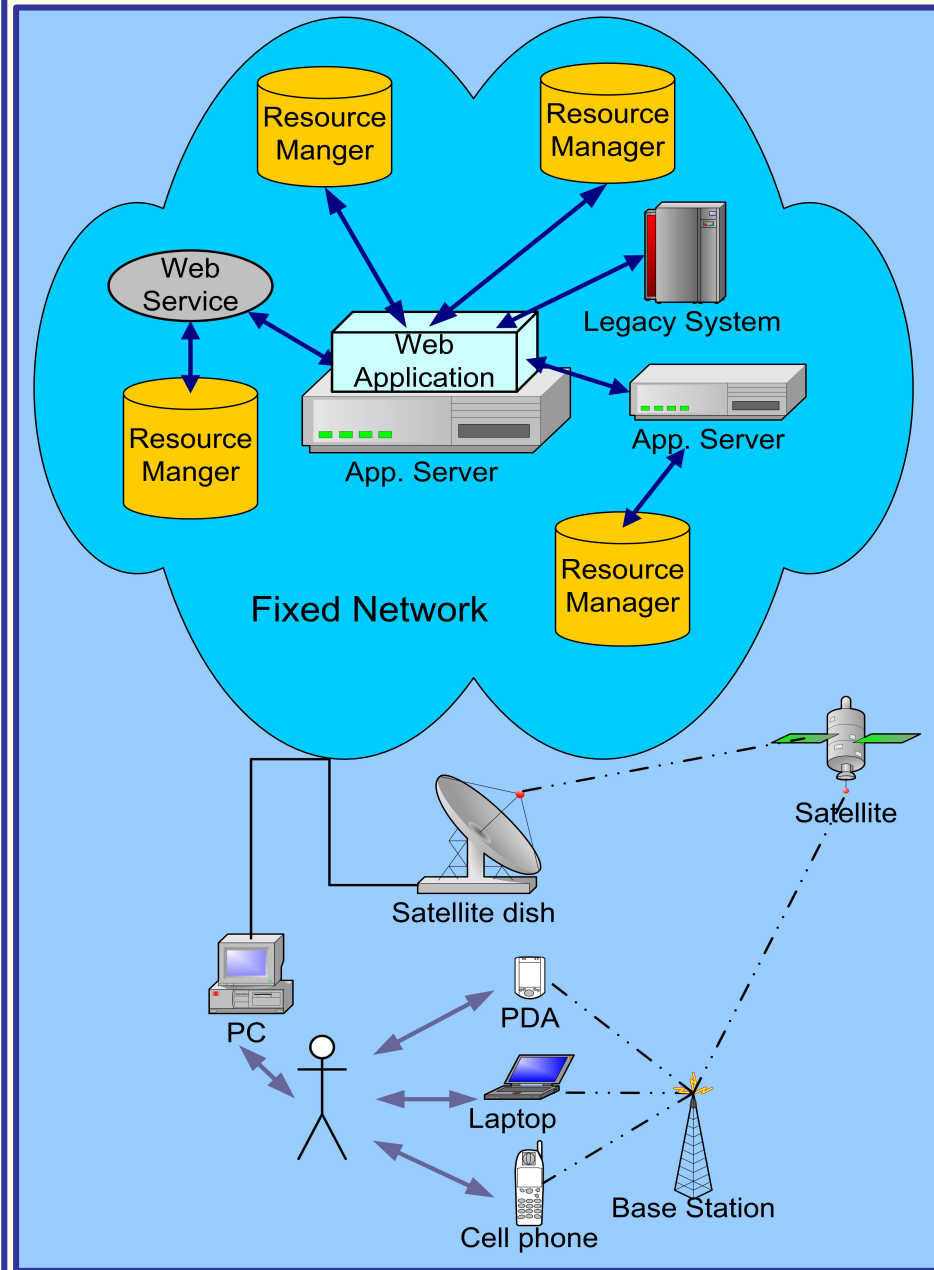 Resource
Manger
Resource
Manager
Web
Service
Legacy System
Web
Application
Resource
Manger
App. Server
App. Server
Resource
Manager
Fixed Network
Satellite
Satellite dish
PDA
PC
Laptop
Base Station
Cell phone